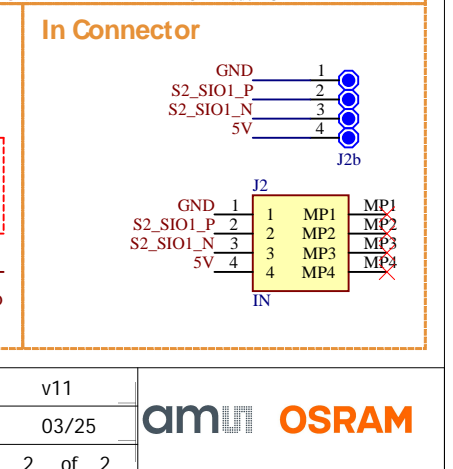 In Connector
GND 1
S2_SIO1_P 2
S2_SIO1_N 3
5V 4
J2b
J2
GND 1 1 MP1 MP1
S2_SIO1_P 2 2 MP2 MP2
S2_SIO1_N 3 3 MP3 MP3
5V 4 4 MP4 MP4
IN
v11
03/25
2 of 2
am OSRAM